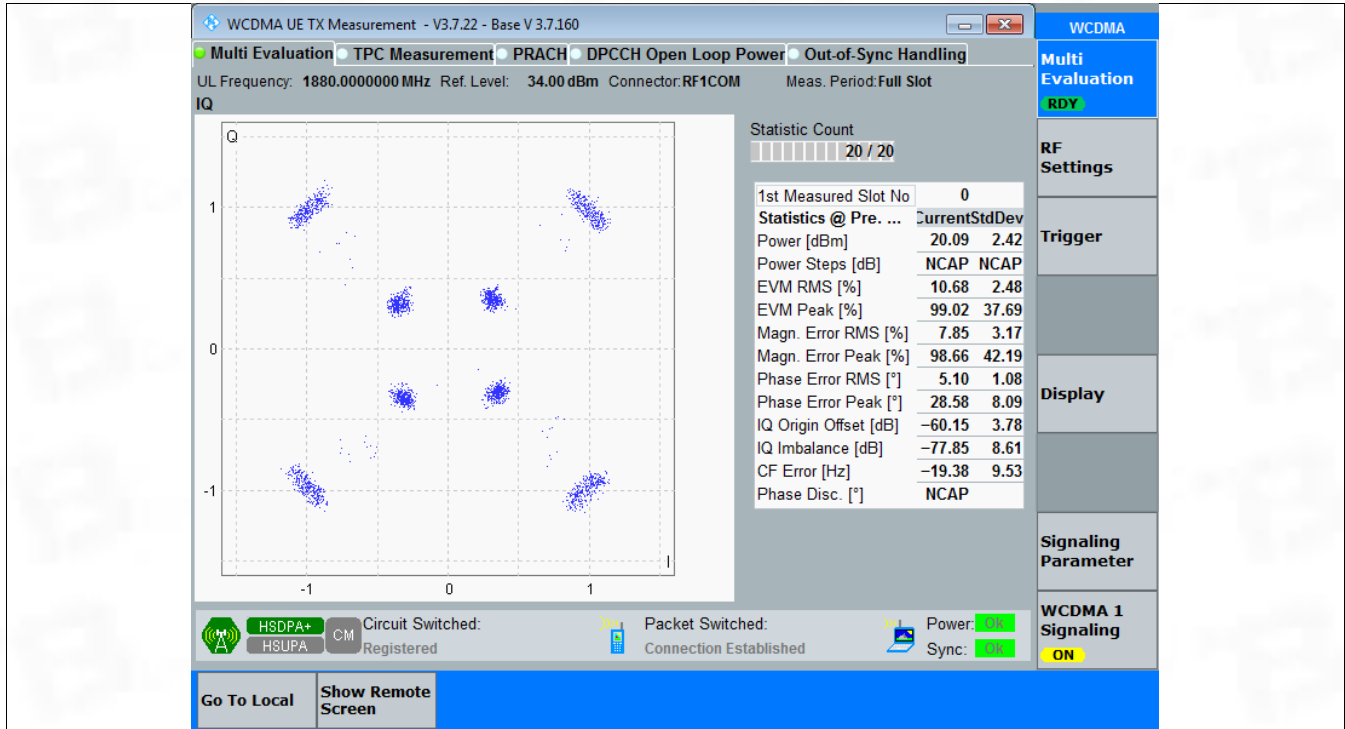 WCDMA UE TX Measurement - V3.7.22 - Base V 3.7.160
WCDMA
Multi Evaluation TPC Measurement PRACH DPCCH Open Loop Power Out-of-Sync Handling
UL Frequency: 1880.0000000 MHz Ref. Level: 34.00 dBm Connector: RF1COM Meas. Period: Full Slot
IQ
Q
1
0
-1
-1 0 1
I
Statistic Count
20 / 20
1st Measured Slot No 0
Statistics @ Pre. ... Current StdDev
Power [dBm] 20.09 2.42
Power Steps [dB] NCAP NCAP
EVM RMS [%] 10.68 2.48
EVM Peak [%] 99.02 37.69
Magn. Error RMS [%] 7.85 3.17
Magn. Error Peak [%] 98.66 42.19
Phase Error RMS [°] 5.10 1.08
Phase Error Peak [°] 28.58 8.09
IQ Origin Offset [dB] −60.15 3.78
IQ Imbalance [dB] −77.85 8.61
CF Error [Hz] −19.38 9.53
Phase Disc. [°] NCAP
Multi
Evaluation
RDY
RF
Settings
Trigger
Display
Signaling
Parameter
WCDMA 1
Signaling
ON
HSDPA+
HSUPA
CM
Circuit Switched:
Registered
Packet Switched:
Connection Established
Power: Ok
Sync: Ok
Go To Local
Show Remote
Screen